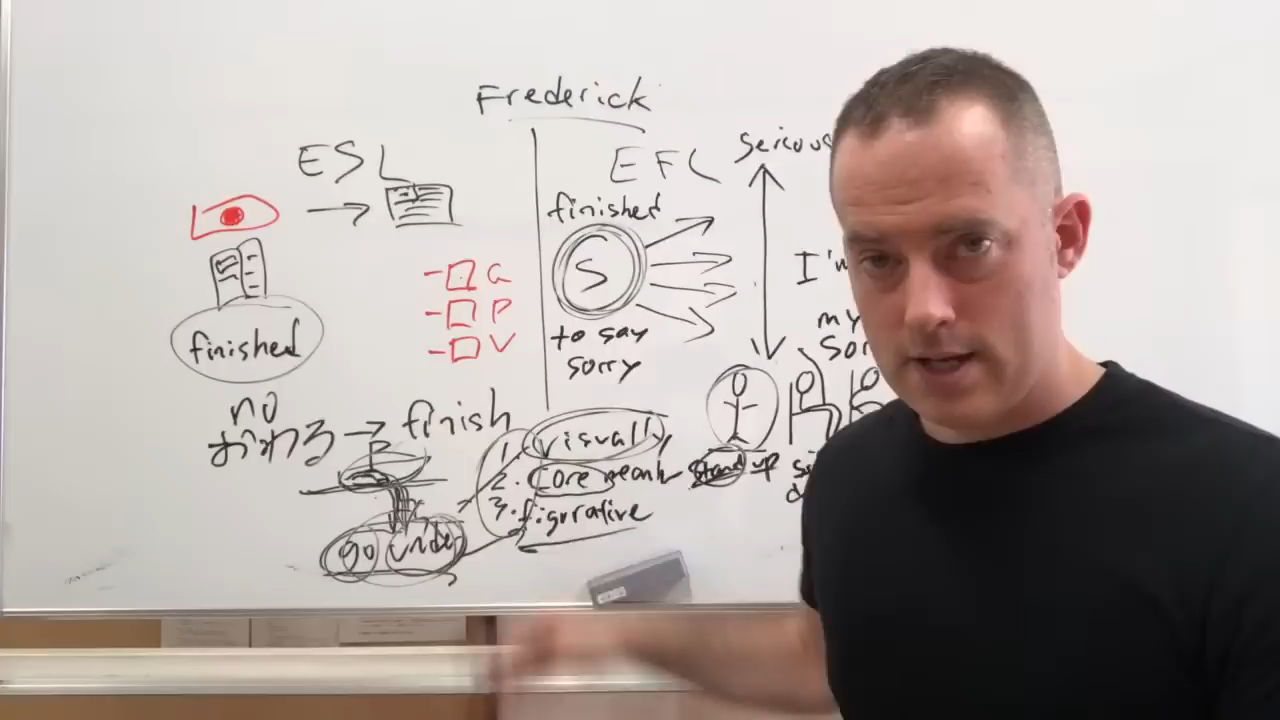 Frederick
ESL
EFL
serious
finished
S
to say
sorry
I'm
my
Sorr
G
P
V
finished
no
おわる → finish
go under
1. visually
2. core
3. figurative
stand up